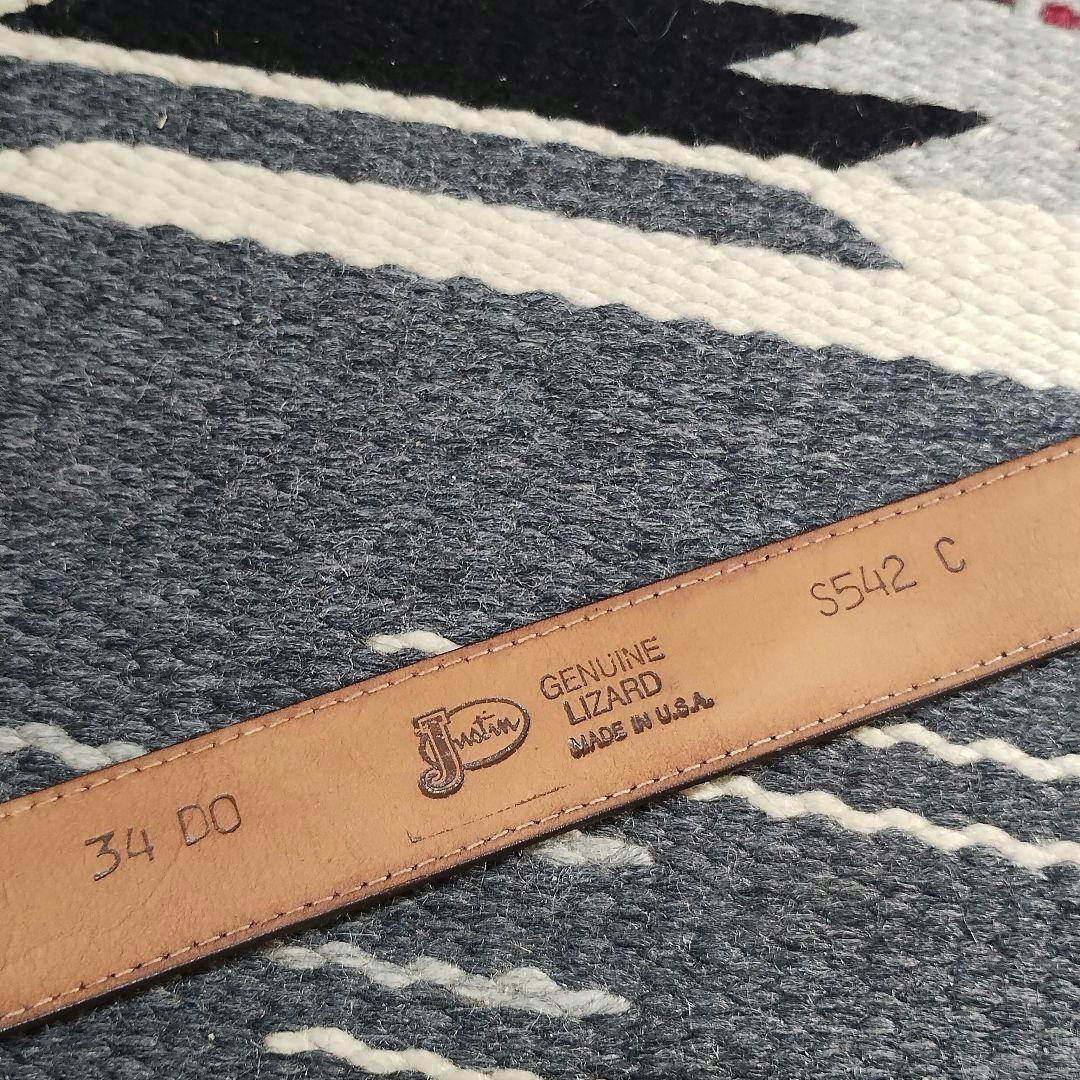 34 DO
Justin
GENUINE
LIZARD
MADE IN U.S.A.
S542 C